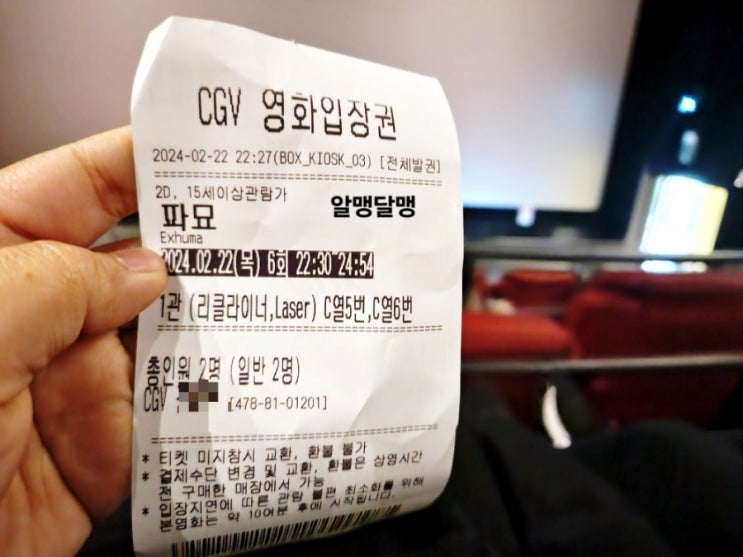 CGV 영화입장권
2024-02-22 22:27(BOX_KIOSK_03) [전체발권]
2D, 15세이상관람가
알맹달맹
파묘
Exhuma
2024.02.22(목) 6회 22:30~24:54
1관 (리클라이너,Laser) C열5번,C열6번
총인원 2명 (일반 2명)
CGV [478-81-01201]
* 티켓 미지참시 교환, 환불 불가
* 결제수단 변경 및 교환, 환불은 상영시간
전 구매한 매장에서 가능
* 입장지연에 따른 관람 불편 최소화를 위해
본영화는 약 10여분 후에 시작됩니다.